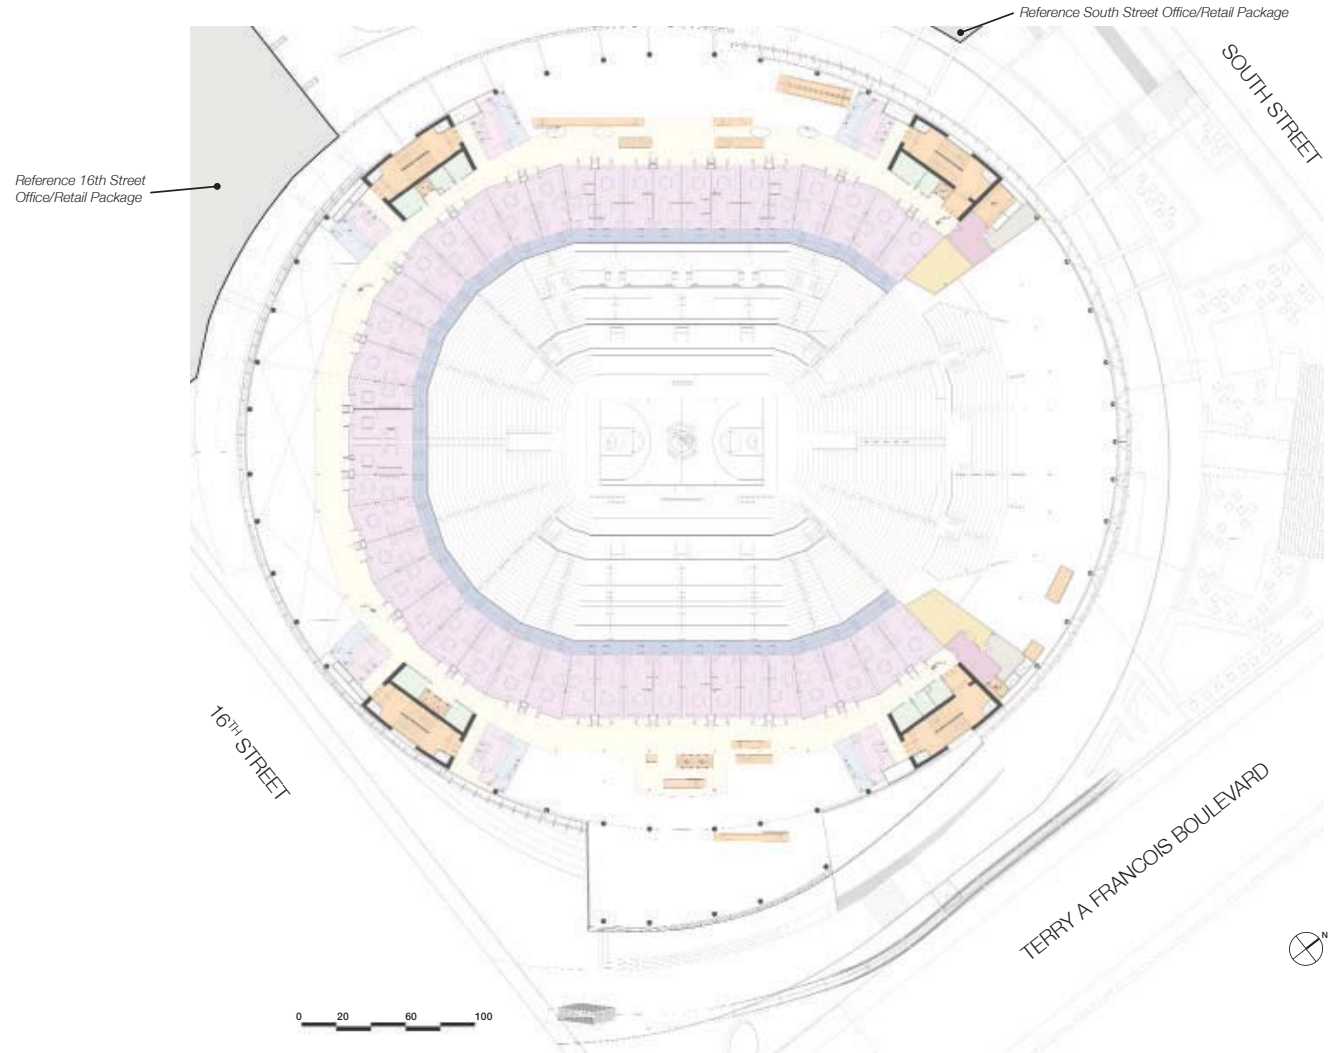 Reference South Street Office/Retail Package
SOUTH STREET
Reference 16th Street
Office/Retail Package
16TH STREET
TERRY A FRANCOIS BOULEVARD
N
0 20 60 100